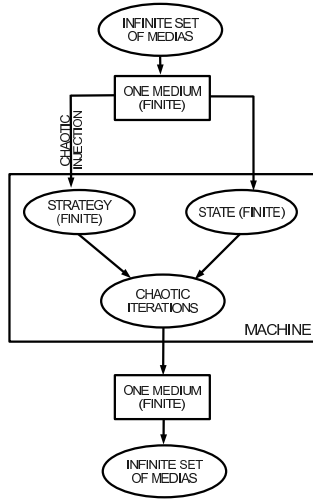 INFINITE SET
OF MEDIAS
ONE MEDIUM
(FINITE)
CHAOTIC
INJECTION
STRATEGY
(FINITE)
STATE (FINITE)
CHAOTIC
ITERATIONS
MACHINE
ONE MEDIUM
(FINITE)
INFINITE SET
OF MEDIAS